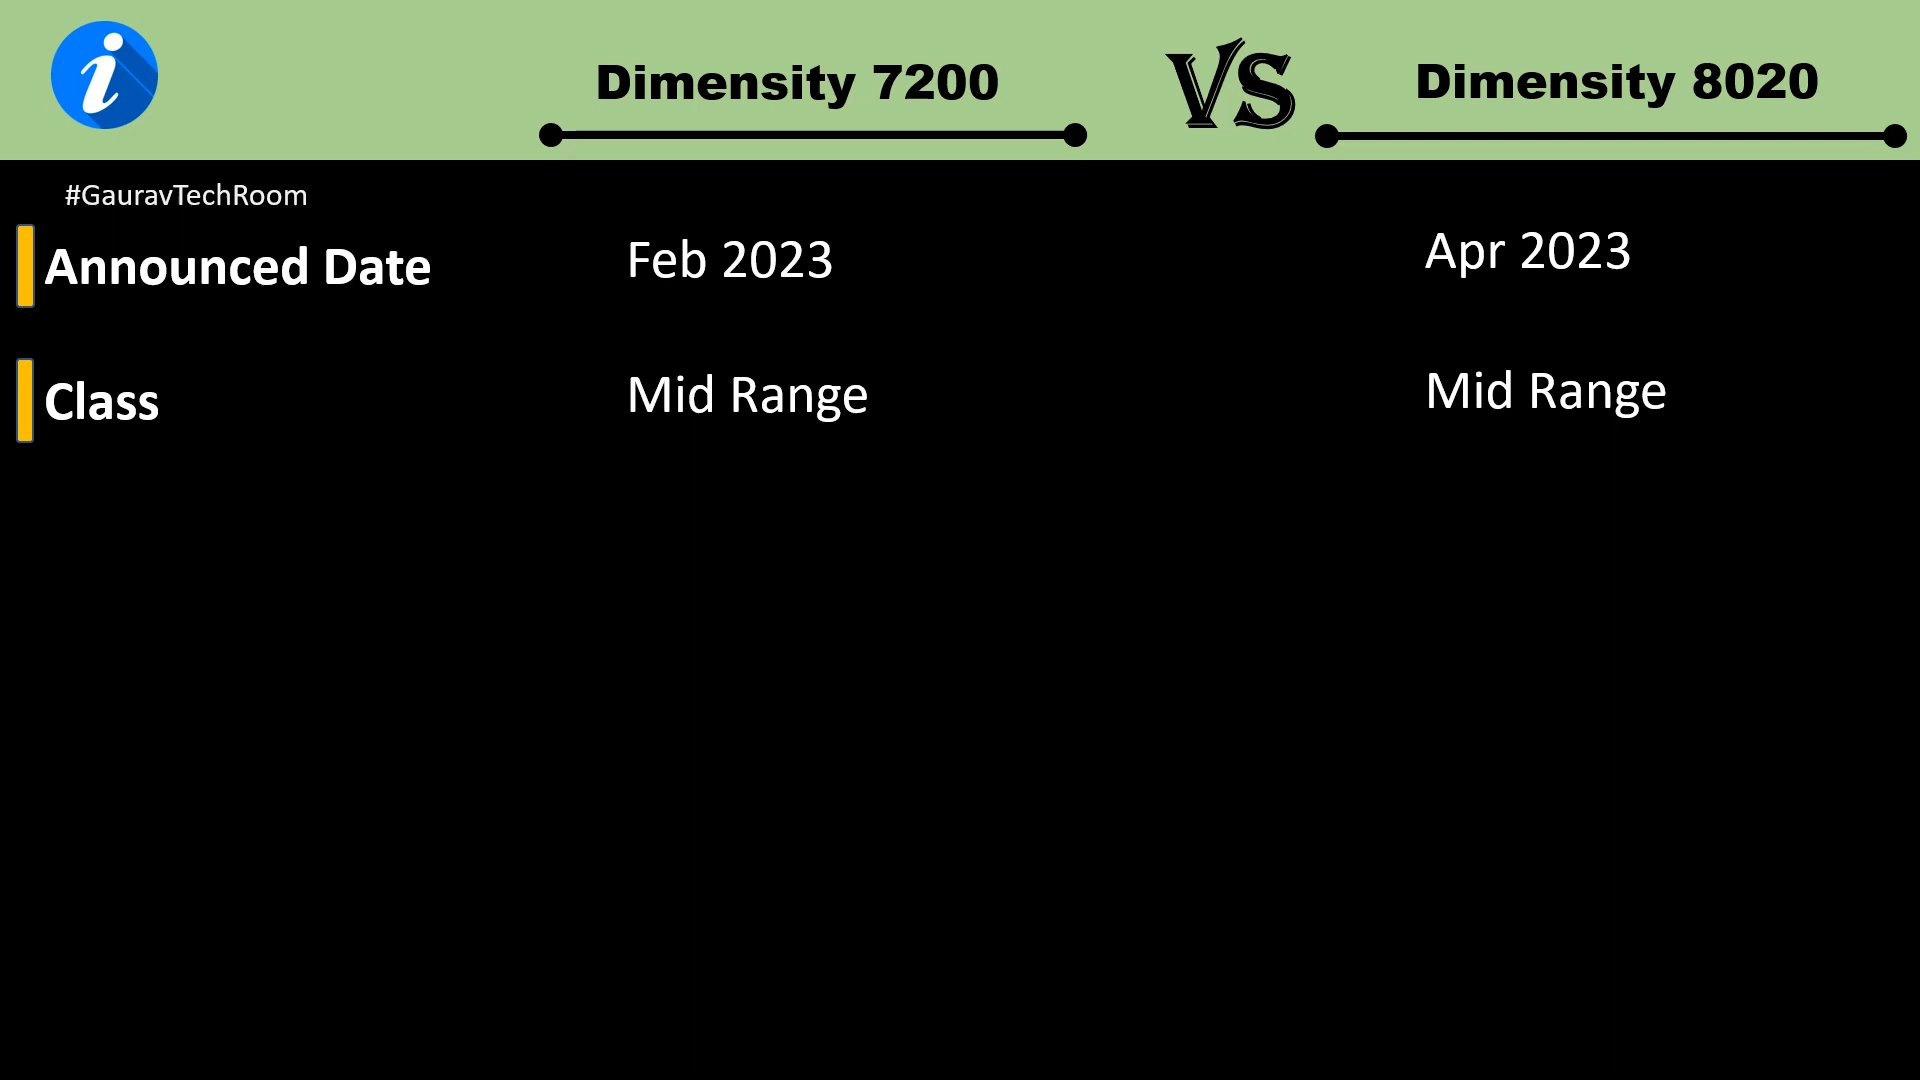 Dimensity 7200 VS Dimensity 8020
#GauravTechRoom
Announced Date Feb 2023 Apr 2023
Class Mid Range Mid Range